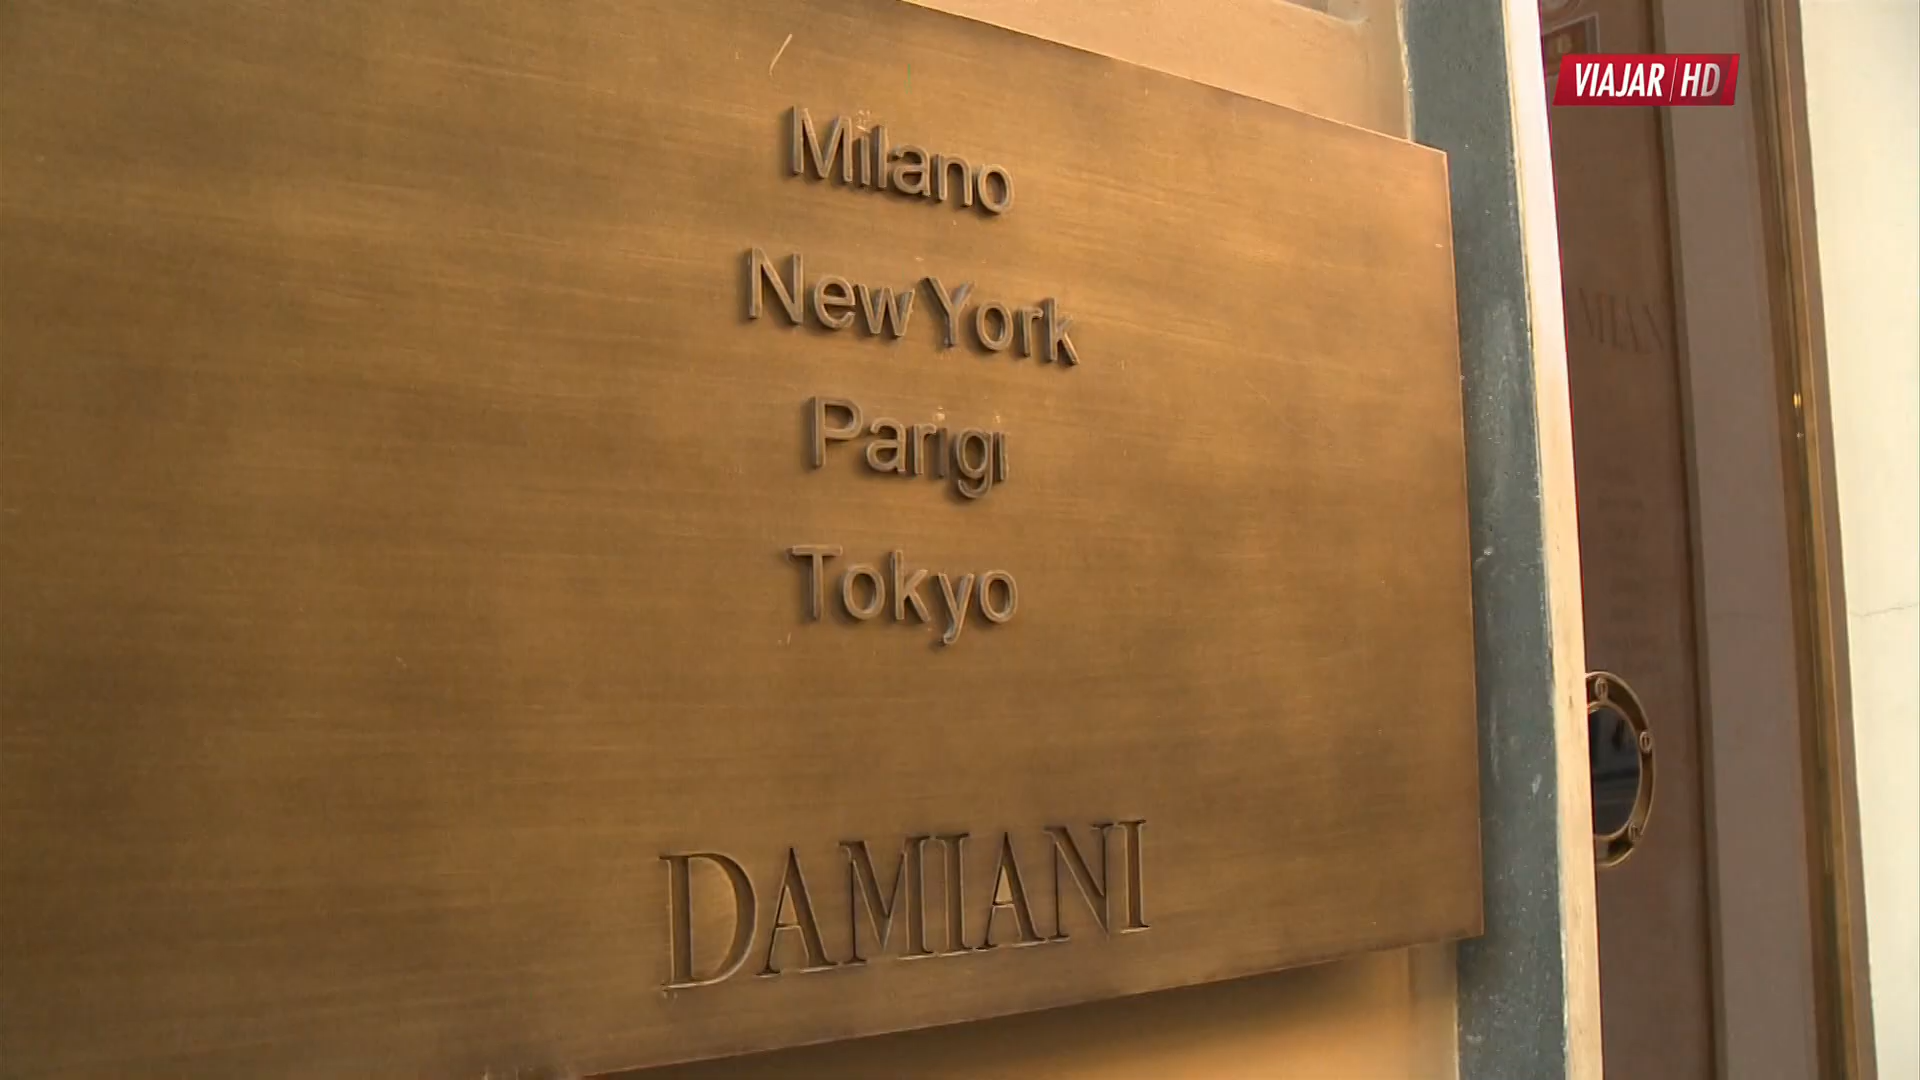 VIAJAR HD
Milano
New York
Parigi
Tokyo
DAMIANI